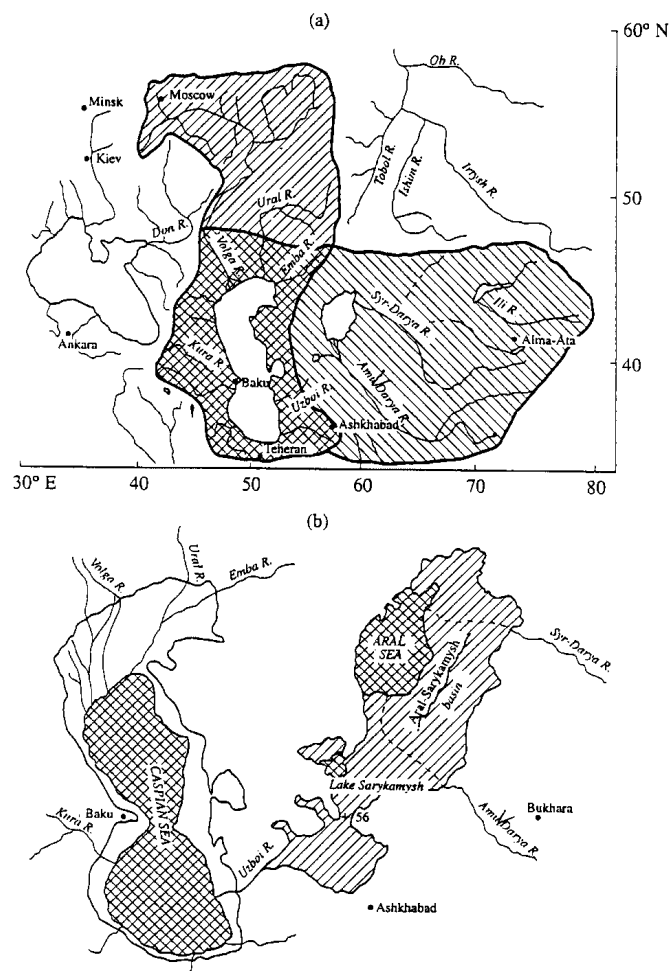 (a)
60° N
Ob R.
Minsk
Moscow
Kiev
Tobol R.
Ishim R.
Irtysh R.
50
Ural R.
Don R.
Volga R.
Emba R.
Syr-Darya R.
Ili R.
Alma-Ata
Ankara
Kura R.
40
Baku
Uzboi R.
Amu Darya R.
Ashkhabad
Teheran
30° E
40
50
60
70
80
(b)
Volga R.
Ural R.
Emba R.
ARAL
SEA
Syr-Darya R.
Aral-Sarykamysh
basin
CASPIAN SEA
Lake Sarykamysh
+ 56
Baku
Kura R.
Bukhara
Amu Darya R.
Uzboi R.
Ashkhabad